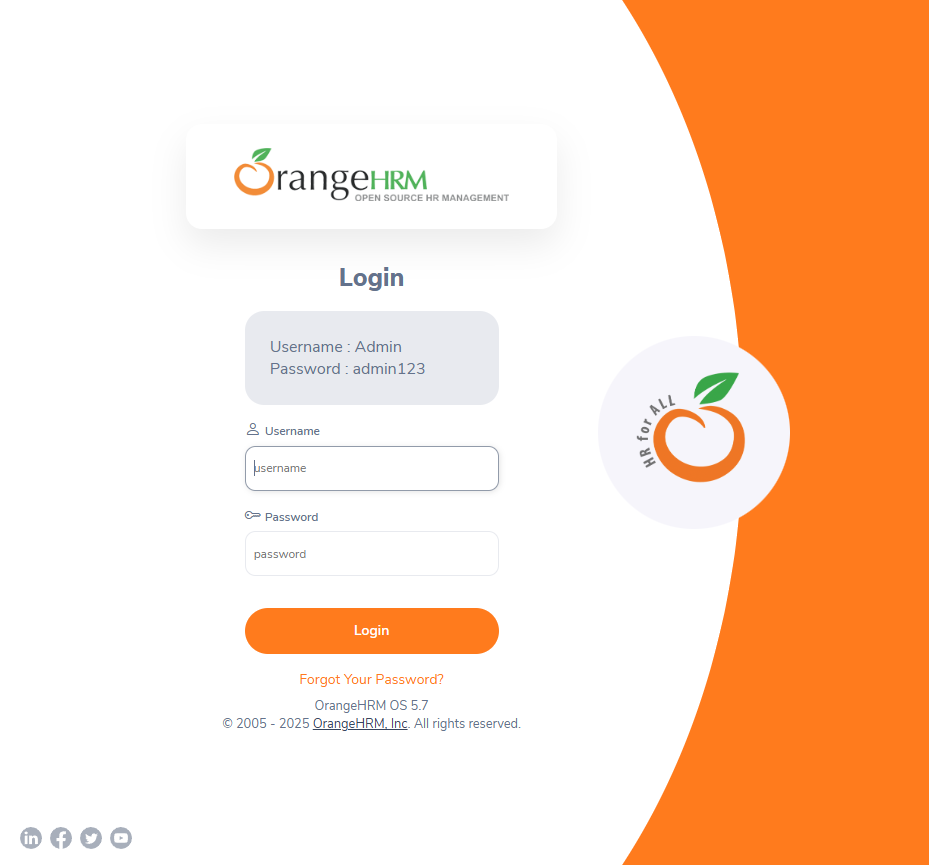 OrangeHRM
OPEN SOURCE HR MANAGEMENT
Login
Username : Admin
Password : admin123
Username
username
Password
password
HR for ALL
Login
Forgot Your Password?
OrangeHRM OS 5.7
© 2005 - 2025 OrangeHRM, Inc. All rights reserved.